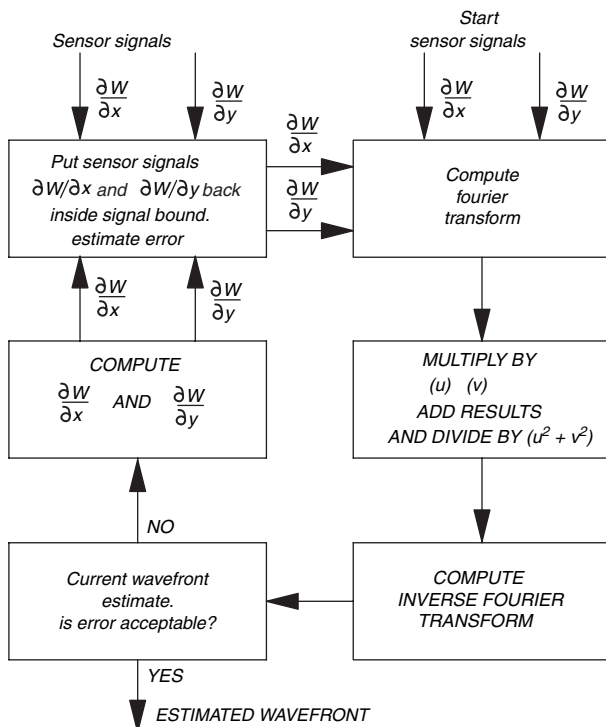 Sensor signals
Start
sensor signals
∂W/∂x
∂W/∂y
∂W/∂x
∂W/∂y
Put sensor signals
∂W/∂x and ∂W/∂y back
inside signal bound.
estimate error
∂W/∂x
∂W/∂y
Compute
fourier
transform
∂W/∂x
∂W/∂y
COMPUTE
∂W/∂x AND ∂W/∂y
MULTIPLY BY
(u) (v)
ADD RESULTS
AND DIVIDE BY (u² + v²)
NO
Current wavefront
estimate.
is error acceptable?
COMPUTE
INVERSE FOURIER
TRANSFORM
YES
ESTIMATED WAVEFRONT